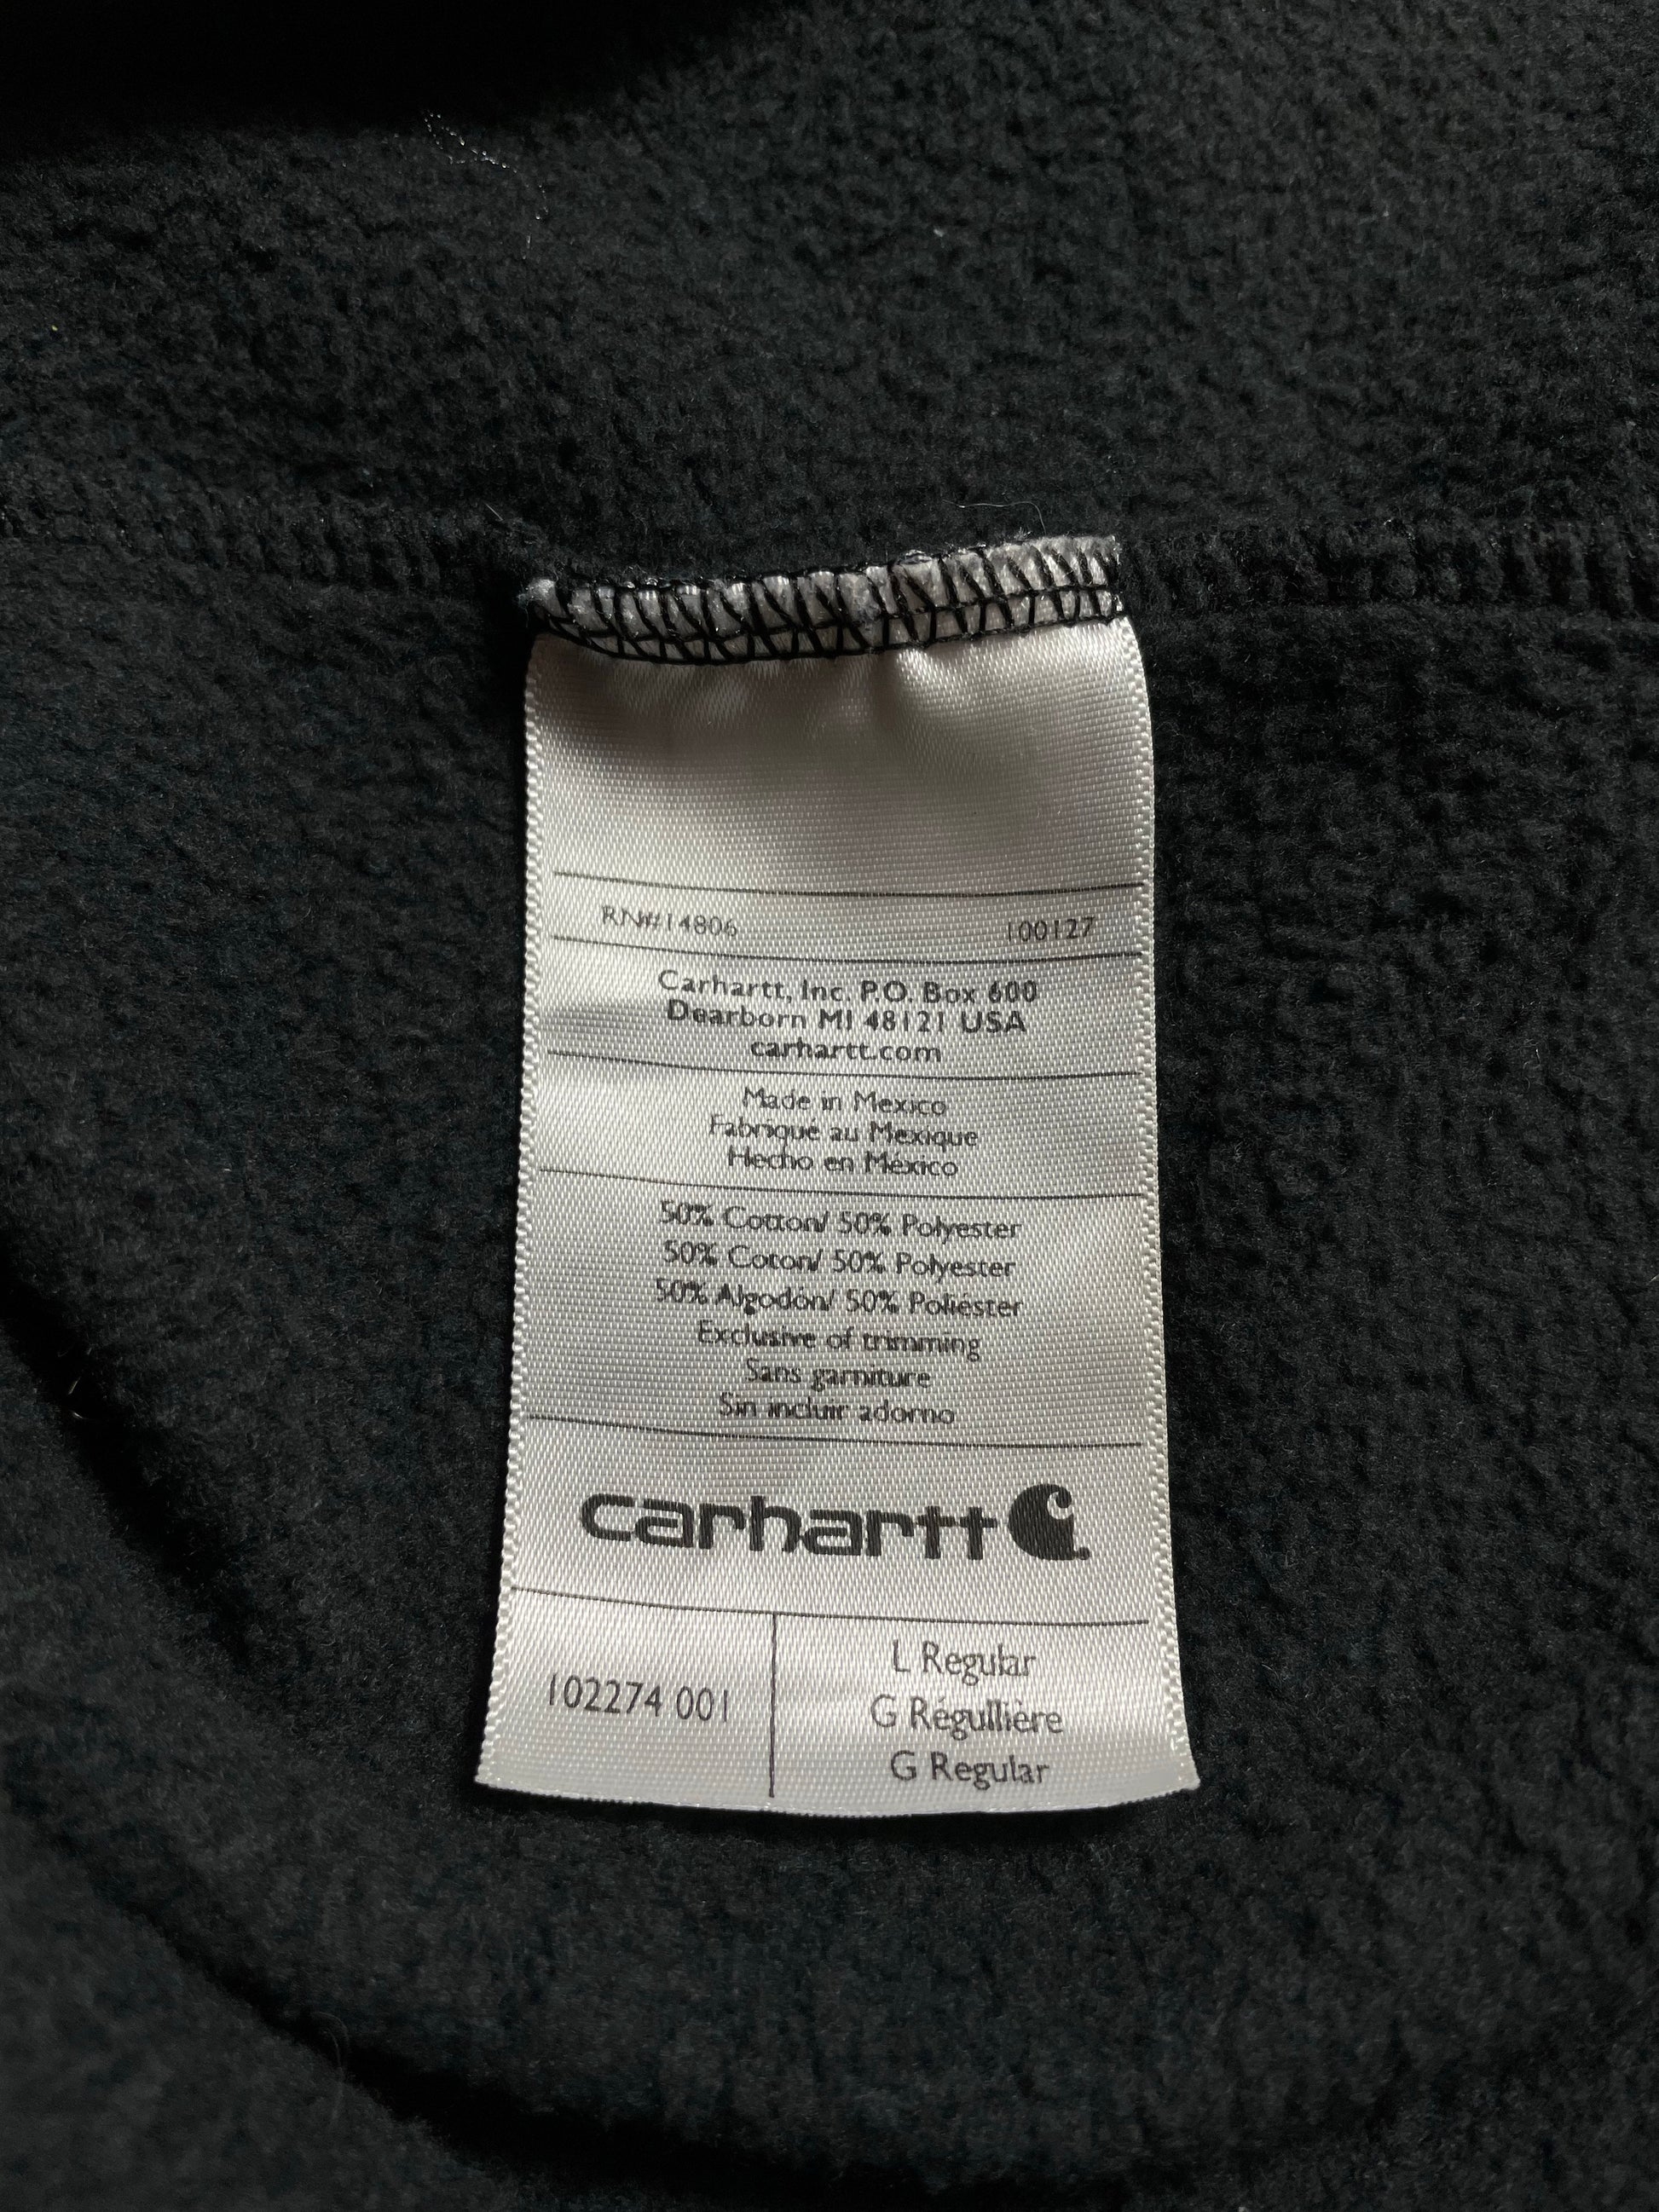 RN#14806 100127
Carhartt, Inc. P.O. Box 600
Dearborn MI 48121 USA
carhartt.com
Made in Mexico
Fabriqué au Mexique
Hecho en México
50% Cotton/ 50% Polyester
50% Coton/ 50% Polyester
50% Algodón/ 50% Poliéster
Exclusive of trimming
Sans garniture
Sin incluir adorno
carhartt
102274 001
L Regular
G Régullière
G Regular